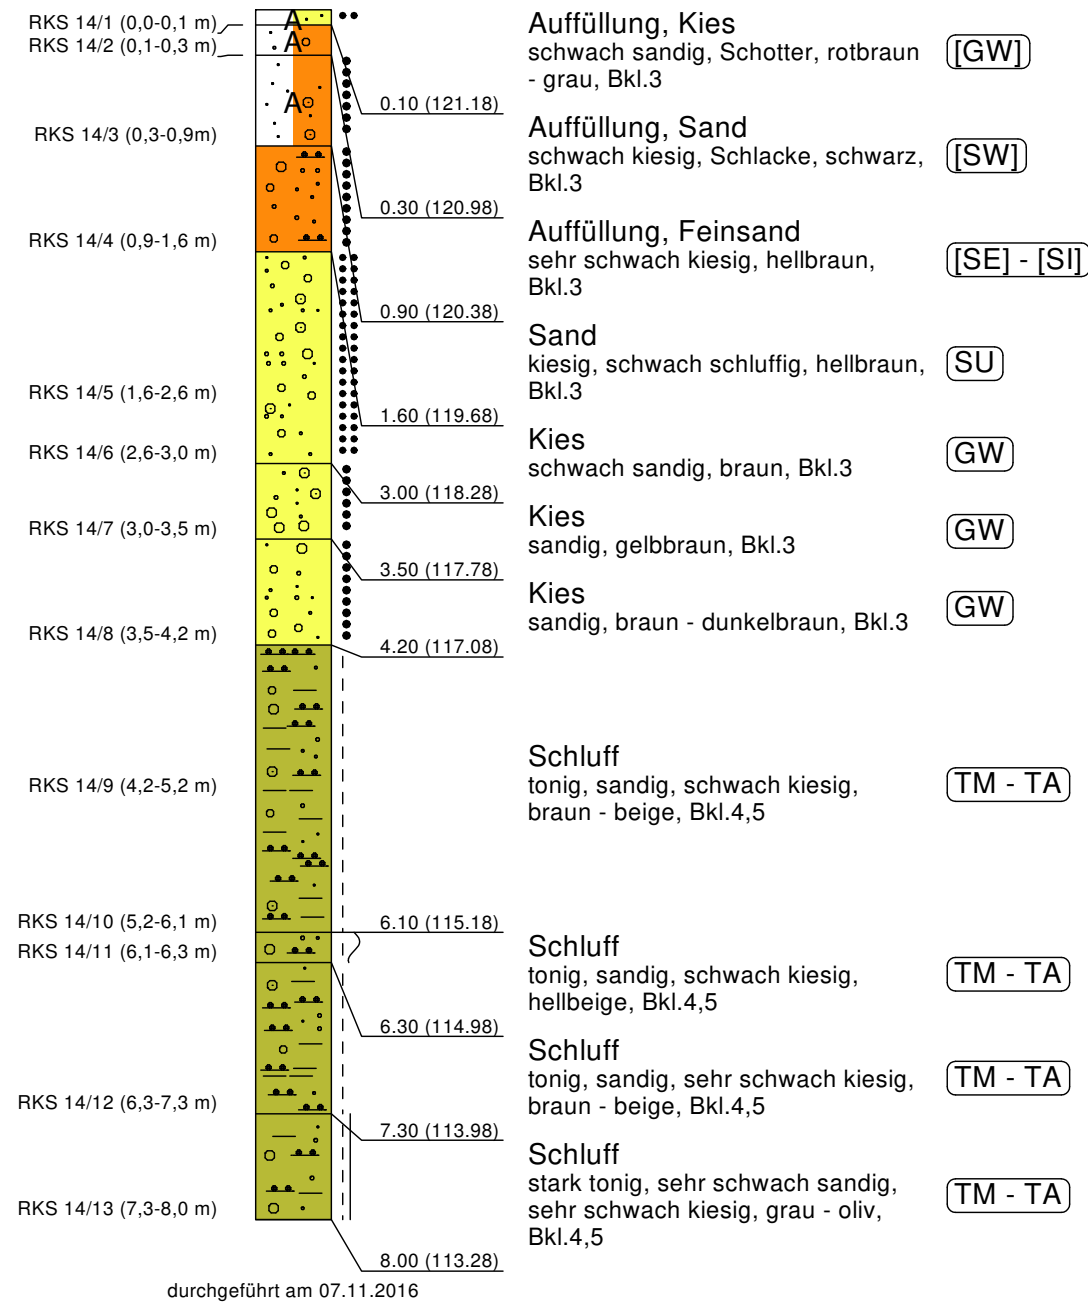 RKS 14/1 (0,0-0,1 m)
A
Auffüllung, Kies
schwach sandig, Schotter, rotbraun
- grau, Bkl.3
[GW]
RKS 14/2 (0,1-0,3 m)
A
RKS 14/3 (0,3-0,9m)
A
0.10 (121.18)
Auffüllung, Sand
schwach kiesig, Schlacke, schwarz,
Bkl.3
[SW]
0.30 (120.98)
RKS 14/4 (0,9-1,6 m)
Auffüllung, Feinsand
sehr schwach kiesig, hellbraun,
Bkl.3
[SE] - [SI]
0.90 (120.38)
Sand
kiesig, schwach schluffig, hellbraun,
Bkl.3
SU
RKS 14/5 (1,6-2,6 m)
1.60 (119.68)
RKS 14/6 (2,6-3,0 m)
Kies
schwach sandig, braun, Bkl.3
GW
3.00 (118.28)
RKS 14/7 (3,0-3,5 m)
Kies
sandig, gelbbraun, Bkl.3
GW
3.50 (117.78)
Kies
sandig, braun - dunkelbraun, Bkl.3
GW
RKS 14/8 (3,5-4,2 m)
4.20 (117.08)
RKS 14/9 (4,2-5,2 m)
Schluff
tonig, sandig, schwach kiesig,
braun - beige, Bkl.4,5
TM - TA
RKS 14/10 (5,2-6,1 m)
6.10 (115.18)
RKS 14/11 (6,1-6,3 m)
Schluff
tonig, sandig, schwach kiesig,
hellbeige, Bkl.4,5
TM - TA
6.30 (114.98)
Schluff
tonig, sandig, sehr schwach kiesig,
braun - beige, Bkl.4,5
TM - TA
RKS 14/12 (6,3-7,3 m)
7.30 (113.98)
Schluff
stark tonig, sehr schwach sandig,
sehr schwach kiesig, grau - oliv,
Bkl.4,5
TM - TA
RKS 14/13 (7,3-8,0 m)
8.00 (113.28)
durchgeführt am 07.11.2016